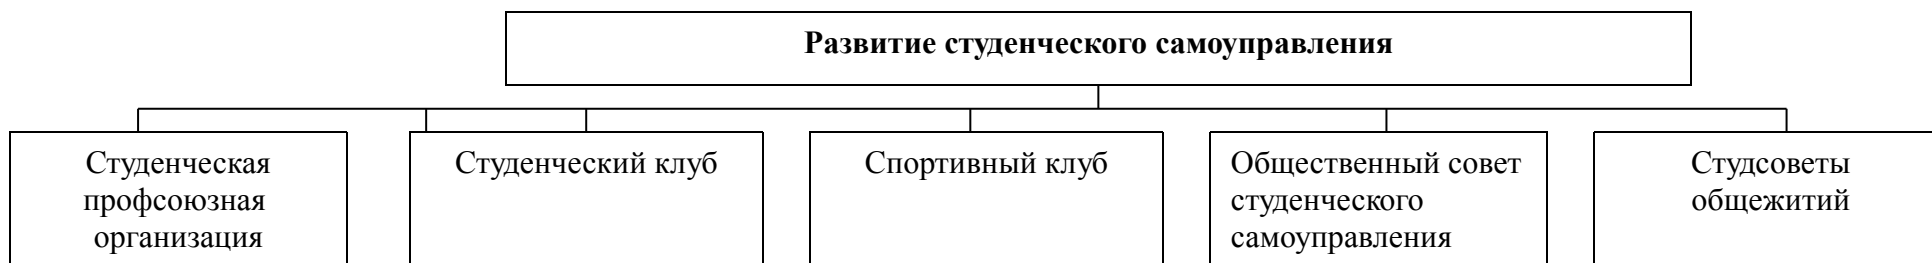 Развитие студенческого самоуправления
Студенческая
профсоюзная
организация
Студенческий клуб
Спортивный клуб
Общественный совет
студенческого
самоуправления
Студсоветы
общежитий